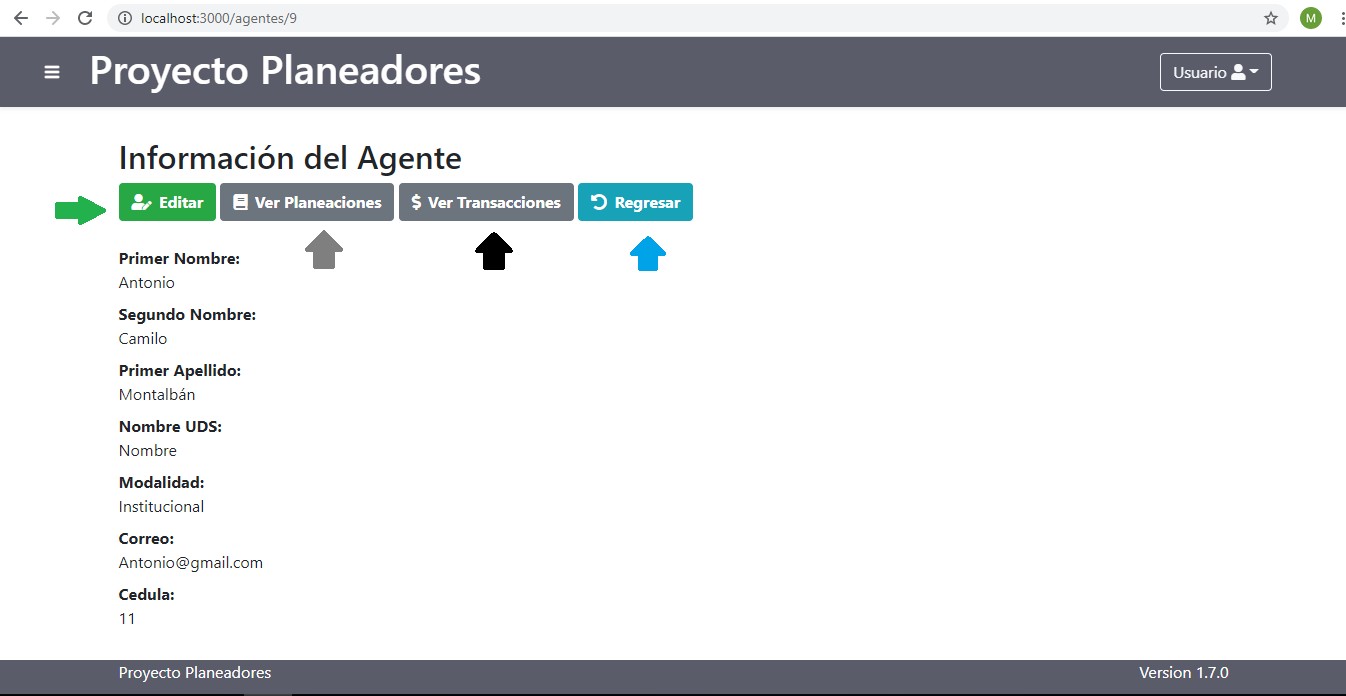 localhost:3000/agentes/9
M
Proyecto Planeadores
Usuario
Información del Agente
Editar Ver Planeaciones $ Ver Transacciones Regresar
Primer Nombre:
Antonio
Segundo Nombre:
Camilo
Primer Apellido:
Montalbán
Nombre UDS:
Nombre
Modalidad:
Institucional
Correo:
Antonio@gmail.com
Cedula:
11
Proyecto Planeadores
Version 1.7.0